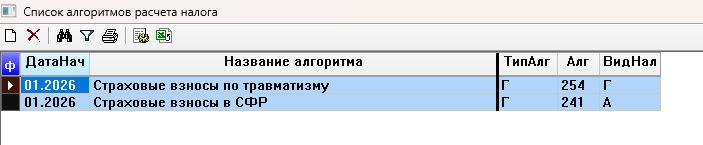 Список алгоритмов расчета налога
ф ДатаНач Название алгоритма ТипАлг Алг ВидНал
01.2026 Страховые взносы по травматизму Г 254 Г
01.2026 Страховые взносы в СФР Г 241 А